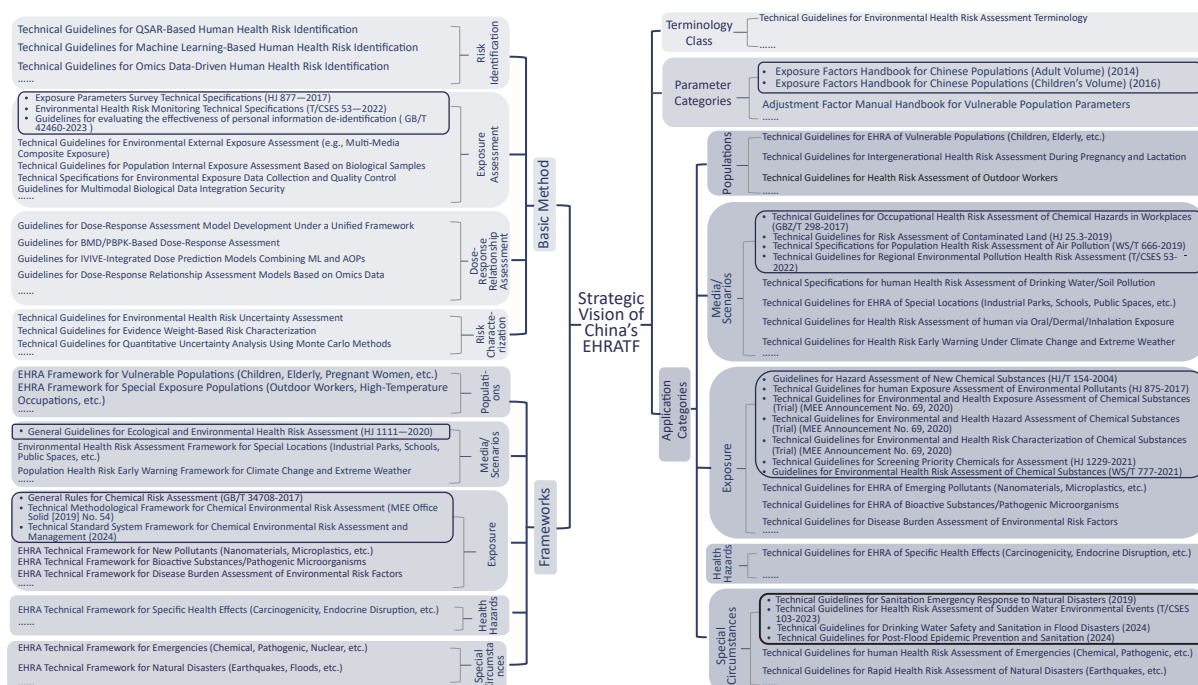 Technical Guidelines for QSAR-Based Human Health Risk Identification
Technical Guidelines for Machine Learning-Based Human Health Risk Identification
Technical Guidelines for Omics Data-Driven Human Health Risk Identification
......
Risk
Identification
• Exposure Parameters Survey Technical Specifications (HJ 877—2017)
• Environmental Health Risk Monitoring Technical Specifications (T/CSES 53—2022)
• Guidelines for evaluating the effectiveness of personal information de-identification ( GB/T
42460-2023 )
Technical Guidelines for Environmental External Exposure Assessment (e.g., Multi-Media
Composite Exposure)
Technical Guidelines for Population Internal Exposure Assessment Based on Biological Samples
Technical Specifications for Environmental Exposure Data Collection and Quality Control
Guidelines for Multimodal Biological Data Integration Security
......
Exposure
Assessment
Guidelines for Dose-Response Assessment Model Development Under a Unified Framework
Guidelines for BMD/PBPK-Based Dose-Response Assessment
Guidelines for IVIVE-Integrated Dose Prediction Models Combining ML and AOPs
Guidelines for Dose-Response Relationship Assessment Models Based on Omics Data
......
Dose-
Response
Relationship
Assessment
Technical Guidelines for Environmental Health Risk Uncertainty Assessment
Technical Guidelines for Evidence Weight-Based Risk Characterization
Technical Guidelines for Quantitative Uncertainty Analysis Using Monte Carlo Methods
......
Risk
Characte-
rization
Basic Method
EHRA Framework for Vulnerable Populations (Children, Elderly, Pregnant Women, etc.)
EHRA Framework for Special Exposure Populations (Outdoor Workers, High-Temperature
Occupations, etc.)
......
Populati-
ons
• General Guidelines for Ecological and Environmental Health Risk Assessment (HJ 1111—2020)
Environmental Health Risk Assessment Framework for Special Locations (Industrial Parks, Schools,
Public Spaces, etc.)
Population Health Risk Early Warning Framework for Climate Change and Extreme Weather
......
Media/
Scenarios
• General Rules for Chemical Risk Assessment (GB/T 34708-2017)
• Technical Methodological Framework for Chemical Environmental Risk Assessment (MEE Office
Solid [2019] No. 54)
• Technical Standard System Framework for Chemical Environmental Risk Assessment and
Management (2024)
EHRA Technical Framework for New Pollutants (Nanomaterials, Microplastics, etc.)
EHRA Technical Framework for Bioactive Substances/Pathogenic Microorganisms
EHRA Technical Framework for Disease Burden Assessment of Environmental Risk Factors
......
Exposure
EHRA Technical Framework for Specific Health Effects (Carcinogenicity, Endocrine Disruption, etc.)
......
Health
Hazards
EHRA Technical Framework for Emergencies (Chemical, Pathogenic, Nuclear, etc.)
EHRA Technical Framework for Natural Disasters (Earthquakes, Floods, etc.)
......
Special
Circumsta
nces
Frameworks
Strategic
Vision of
China's
EHRATF
Terminology
Class
Technical Guidelines for Environmental Health Risk Assessment Terminology
......
Parameter
Categories
• Exposure Factors Handbook for Chinese Populations (Adult Volume) (2014)
• Exposure Factors Handbook for Chinese Populations (Children's Volume) (2016)
Adjustment Factor Manual Handbook for Vulnerable Population Parameters
......
Application
Categories
Populations
Technical Guidelines for EHRA of Vulnerable Populations (Children, Elderly, etc.)
Technical Guidelines for Intergenerational Health Risk Assessment During Pregnancy and Lactation
Technical Guidelines for Health Risk Assessment of Outdoor Workers
......
Media/
Scenarios
• Technical Guidelines for Occupational Health Risk Assessment of Chemical Hazards in Workplaces
(GBZ/T 298-2017)
• Technical Guidelines for Risk Assessment of Contaminated Land (HJ 25.3-2019)
• Technical Specifications for Population Health Risk Assessment of Air Pollution (WS/T 666-2019)
• Technical Guidelines for Regional Environmental Pollution Health Risk Assessment (T/CSES 53-
2022)
Technical Specifications for human Health Risk Assessment of Drinking Water/Soil Pollution
Technical Guidelines for EHRA of Special Locations (Industrial Parks, Schools, Public Spaces, etc.)
Technical Guidelines for Health Risk Assessment of human via Oral/Dermal/Inhalation Exposure
Technical Guidelines for Health Risk Early Warning Under Climate Change and Extreme Weather
......
Exposure
• Guidelines for Hazard Assessment of New Chemical Substances (HJ/T 154-2004)
• Technical Guidelines for human Exposure Assessment of Environmental Pollutants (HJ 875-2017)
• Technical Guidelines for Environmental and Health Exposure Assessment of Chemical Substances
(Trial) (MEE Announcement No. 69, 2020)
• Technical Guidelines for Environmental and Health Hazard Assessment of Chemical Substances
(Trial) (MEE Announcement No. 69, 2020)
• Technical Guidelines for Environmental and Health Risk Characterization of Chemical Substances
(Trial) (MEE Announcement No. 69, 2020)
• Technical Guidelines for Screening Priority Chemicals for Assessment (HJ 1229-2021)
• Guidelines for Environmental Health Risk Assessment of Chemical Substances (WS/T 777-2021)
Technical Guidelines for EHRA of Emerging Pollutants (Nanomaterials, Microplastics, etc.)
Technical Guidelines for EHRA of Bioactive Substances/Pathogenic Microorganisms
Technical Guidelines for Disease Burden Assessment of Environmental Risk Factors
......
Health
Hazards
Technical Guidelines for EHRA of Specific Health Effects (Carcinogenicity, Endocrine Disruption, etc.)
......
Special
Circumstances
• Technical Guidelines for Sanitation Emergency Response to Natural Disasters (2019)
• Technical Guidelines for Health Risk Assessment of Sudden Water Environmental Events (T/CSES
103-2023)
• Technical Guidelines for Drinking Water Safety and Sanitation in Flood Disasters (2024)
• Technical Guidelines for Post-Flood Epidemic Prevention and Sanitation (2024)
Technical Guidelines for human Health Risk Assessment of Emergencies (Chemical, Pathogenic, etc.)
Technical Guidelines for Rapid Health Risk Assessment of Natural Disasters (Earthquakes, etc.)
......